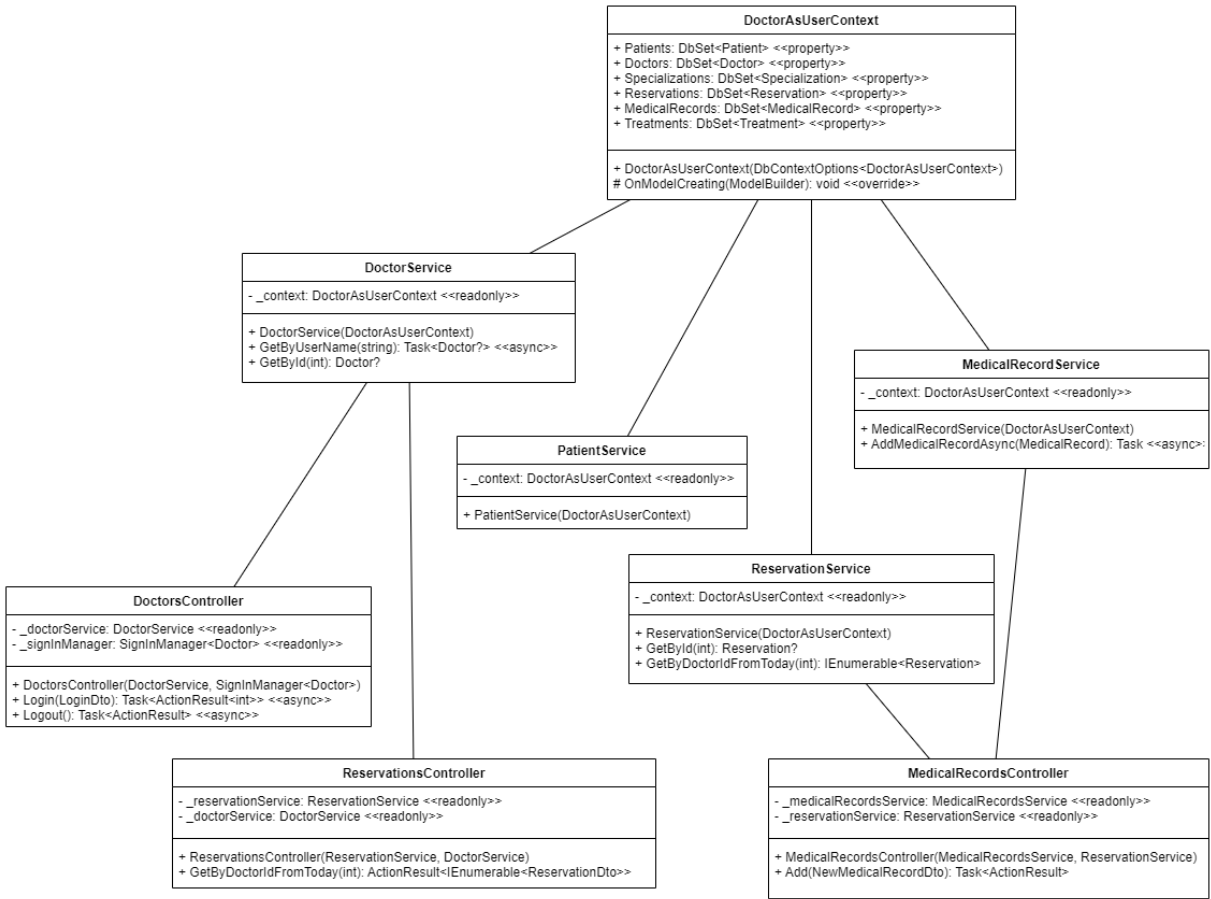 DoctorAsUserContext
+ Patients: DbSet<Patient> <<property>>
+ Doctors: DbSet<Doctor> <<property>>
+ Specializations: DbSet<Specialization> <<property>>
+ Reservations: DbSet<Reservation> <<property>>
+ MedicalRecords: DbSet<MedicalRecord> <<property>>
+ Treatments: DbSet<Treatment> <<property>>
+ DoctorAsUserContext(DbContextOptions<DoctorAsUserContext>)
# OnModelCreating(ModelBuilder): void <<override>>
DoctorService
- _context: DoctorAsUserContext <<readonly>>
+ DoctorService(DoctorAsUserContext)
+ GetByUserName(string): Task<Doctor?> <<async>>
+ GetById(int): Doctor?
MedicalRecordService
- _context: DoctorAsUserContext <<readonly>>
+ MedicalRecordService(DoctorAsUserContext)
+ AddMedicalRecordAsync(MedicalRecord): Task <<async>>
PatientService
- _context: DoctorAsUserContext <<readonly>>
+ PatientService(DoctorAsUserContext)
ReservationService
- _context: DoctorAsUserContext <<readonly>>
+ ReservationService(DoctorAsUserContext)
+ GetById(int): Reservation?
+ GetByDoctorIdFromToday(int): IEnumerable<Reservation>
DoctorsController
- _doctorService: DoctorService <<readonly>>
- _signInManager: SignInManager<Doctor> <<readonly>>
+ DoctorsController(DoctorService, SignInManager<Doctor>)
+ Login(LoginDto): Task<ActionResult<int>> <<async>>
+ Logout(): Task<ActionResult> <<async>>
ReservationsController
- _reservationService: ReservationService <<readonly>>
- _doctorService: DoctorService <<readonly>>
+ ReservationsController(ReservationService, DoctorService)
+ GetByDoctorIdFromToday(int): ActionResult<IEnumerable<ReservationDto>>
MedicalRecordsController
- _medicalRecordsService: MedicalRecordsService <<readonly>>
- _reservationService: ReservationService <<readonly>>
+ MedicalRecordsController(MedicalRecordsService, ReservationService)
+ Add(NewMedicalRecordDto): Task<ActionResult>